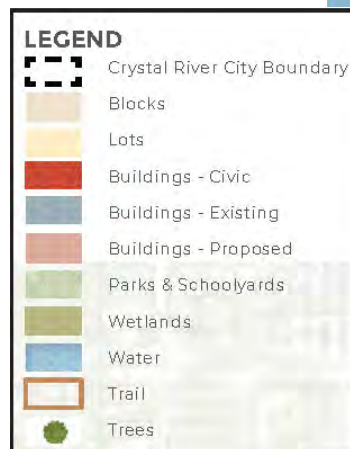 LEGEND
Crystal River City Boundary
Blocks
Lots
Buildings - Civic
Buildings - Existing
Buildings - Proposed
Parks & Schoolyards
Wetlands
Water
Trail
Trees